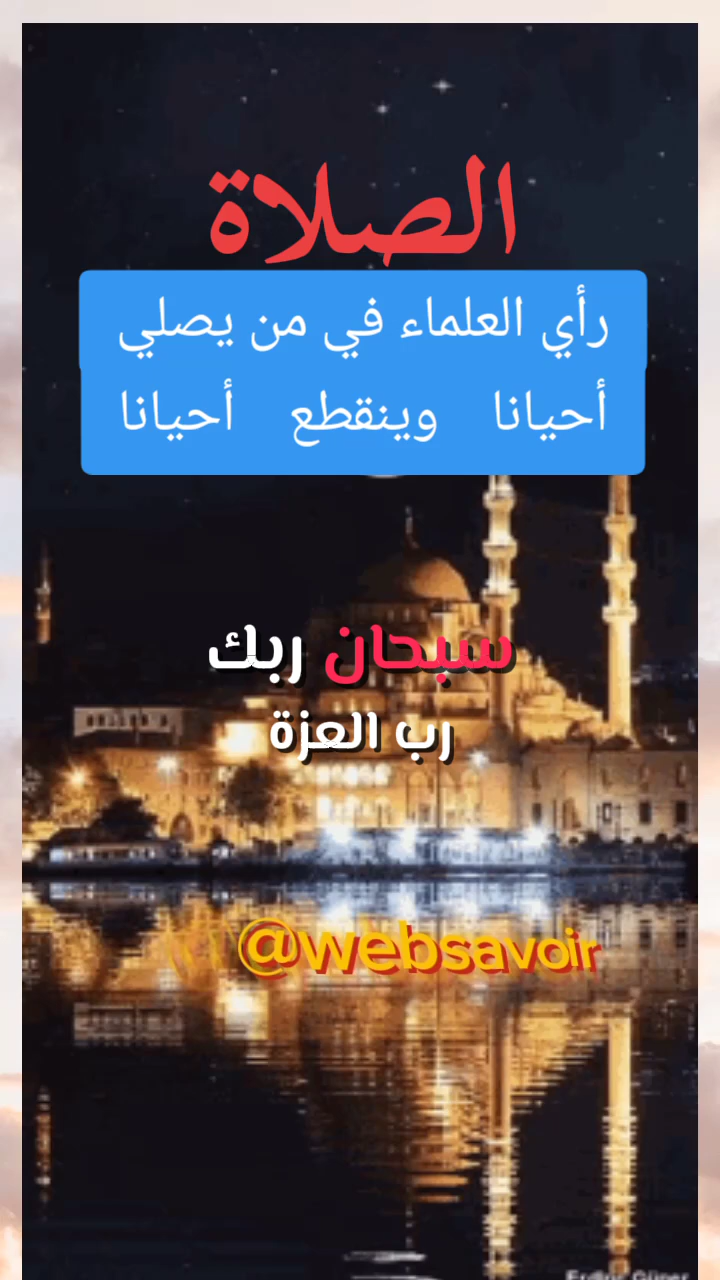 الصلاة
رأي العلماء في من يصلي
أحيانا وينقطع أحيانا
سبحان ربك
رب العزة
@websavoir